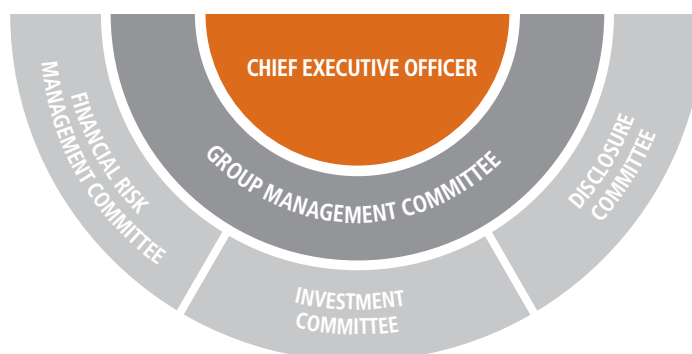 CHIEF EXECUTIVE OFFICER
GROUP MANAGEMENT COMMITTEE
FINANCIAL RISK
MANAGEMENT COMMITTEE
INVESTMENT
COMMITTEE
DISCLOSURE
COMMITTEE